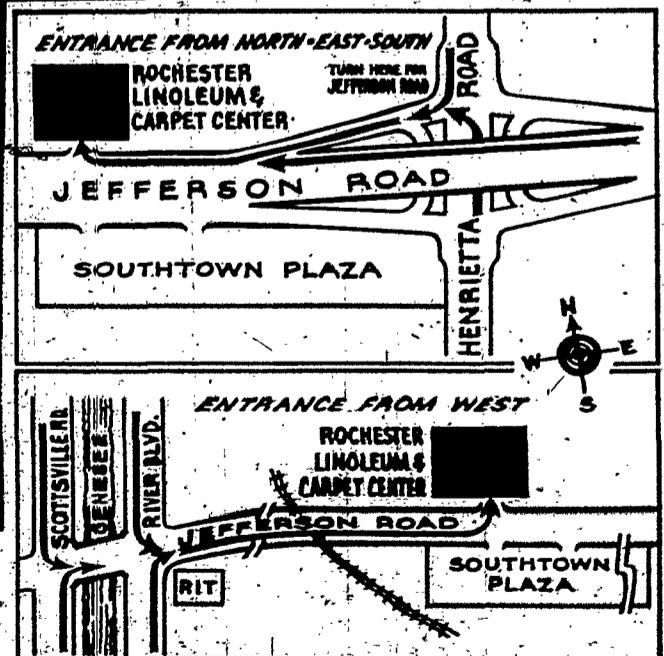 ENTRANCE FROM NORTH-EAST-SOUTH
ROCHESTER
LINOLEUM &
CARPET CENTER
TURN HERE FOR
JEFFERSON ROAD
ROAD
JEFFERSON ROAD
HENRIETTA
SOUTHTOWN PLAZA
N
W E
S
ENTRANCE FROM WEST
ROCHESTER
LINOLEUM &
CARPET CENTER
SCOTTSVILLE RD.
GENESEE
RIVER BLVD.
JEFFERSON ROAD
RIT
SOUTHTOWN
PLAZA